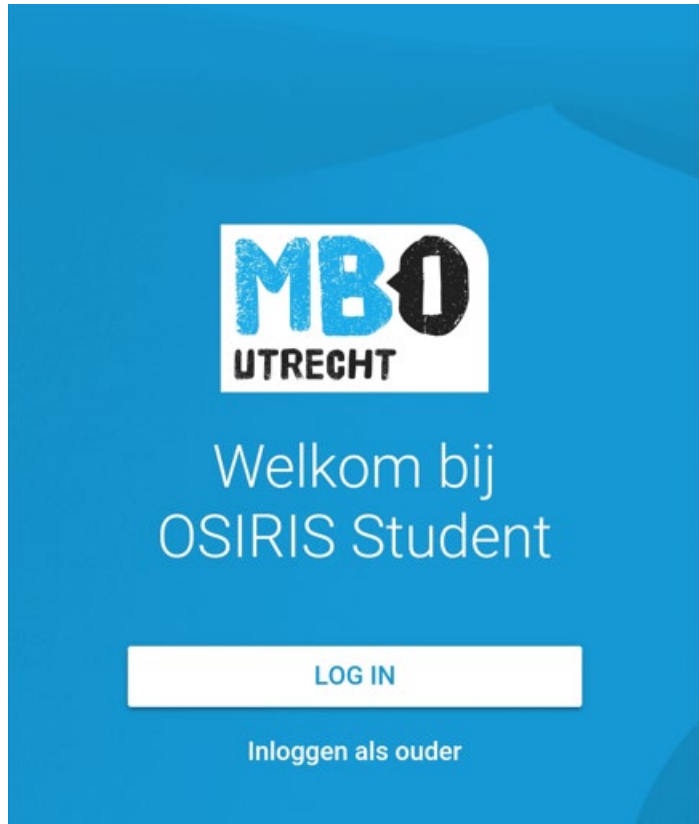 MBO
UTRECHT
Welkom bij
OSIRIS Student
LOG IN
Inloggen als ouder